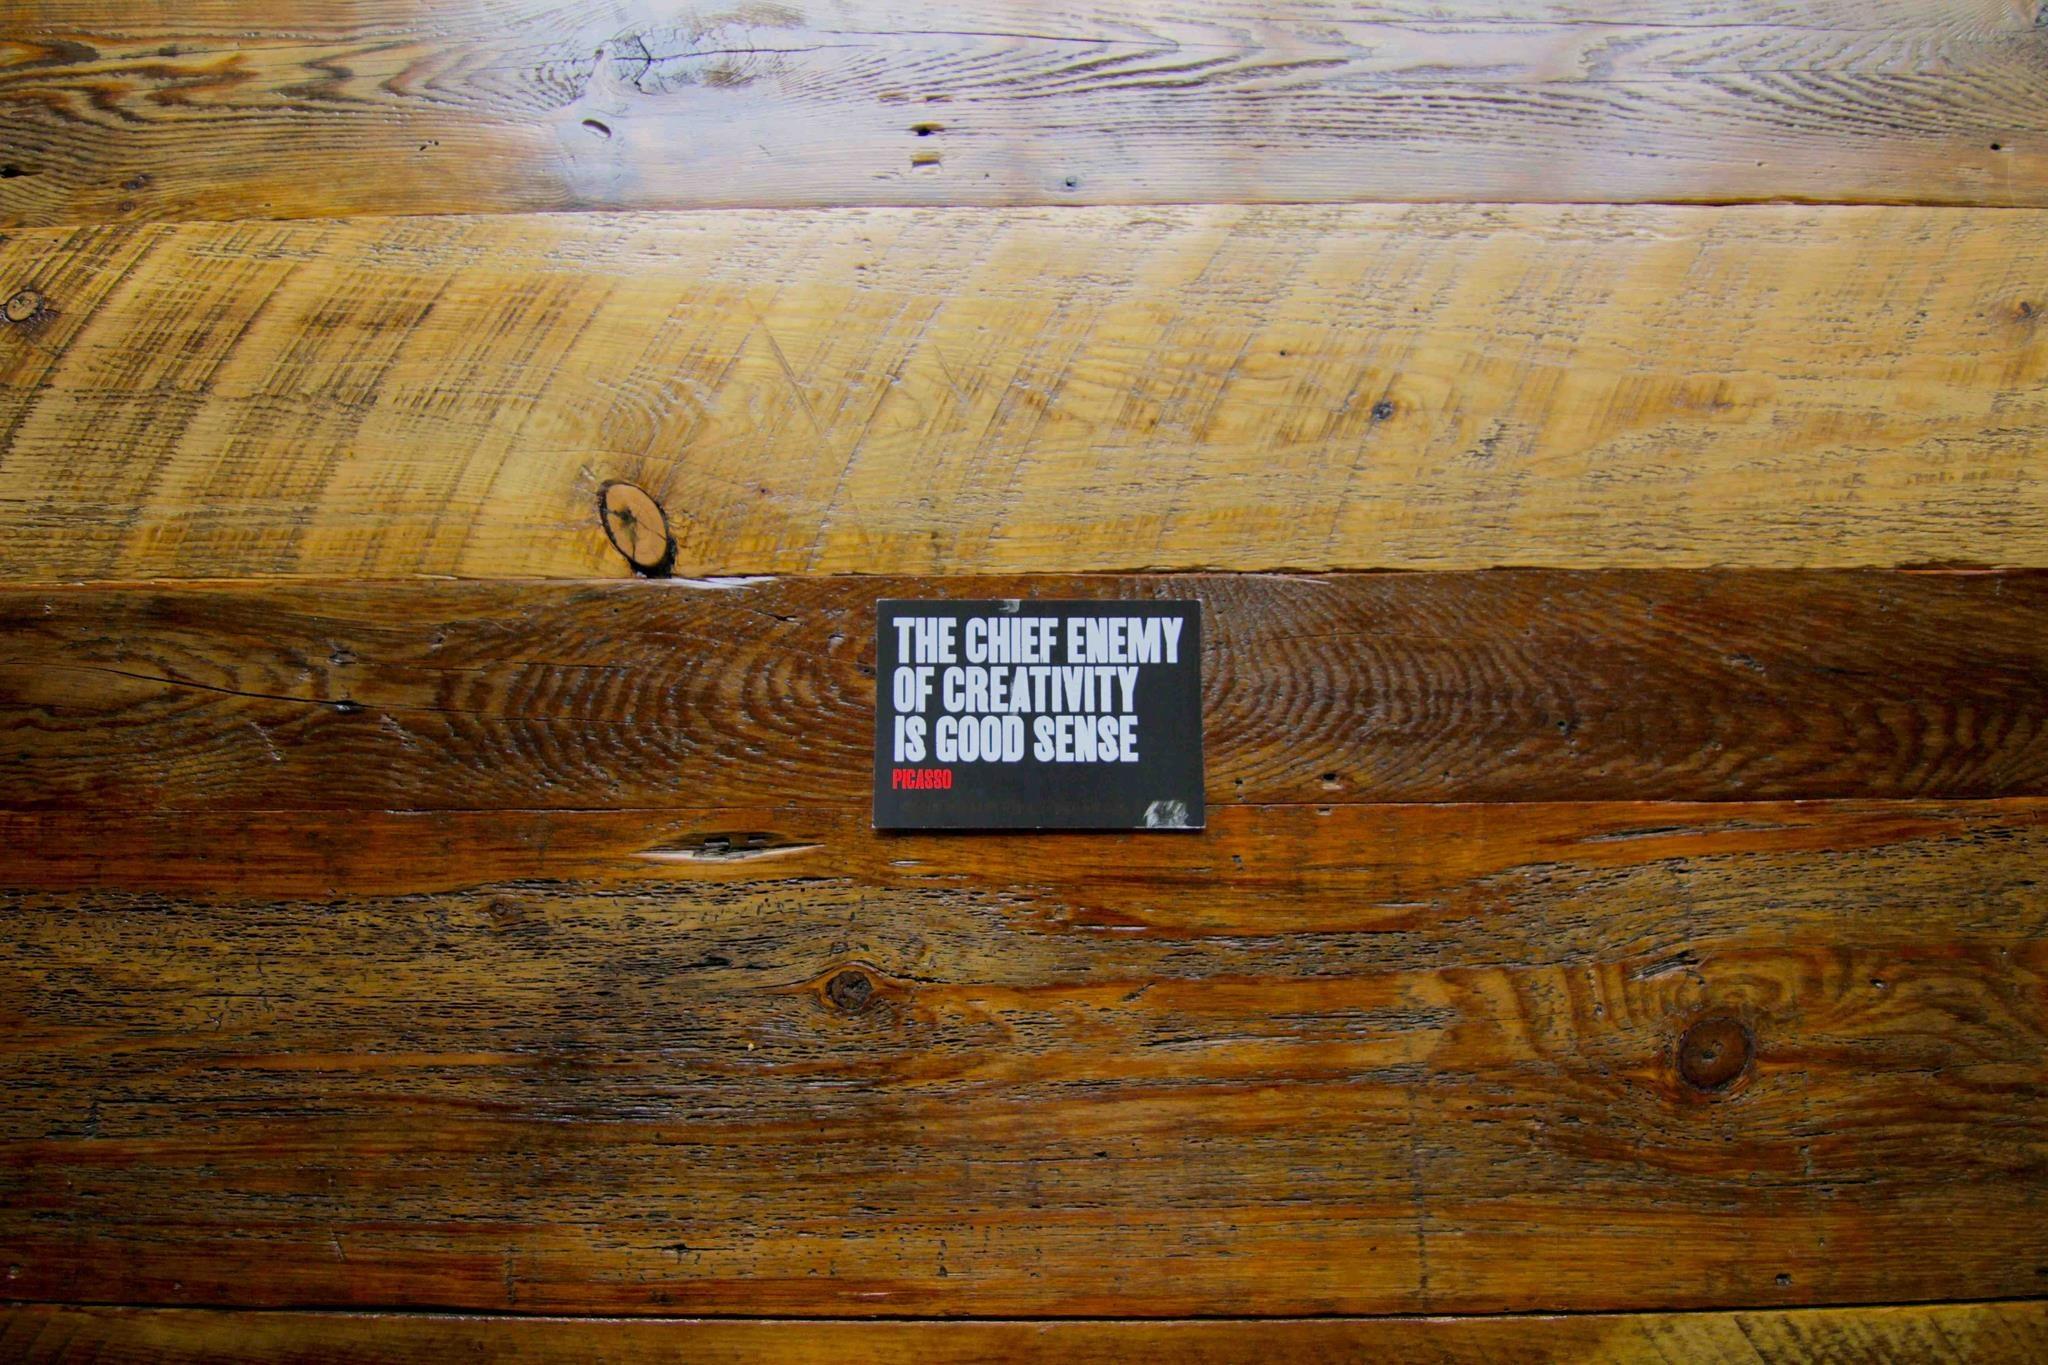 THE CHIEF ENEMY
OF CREATIVITY
IS GOOD SENSE
PICASSO